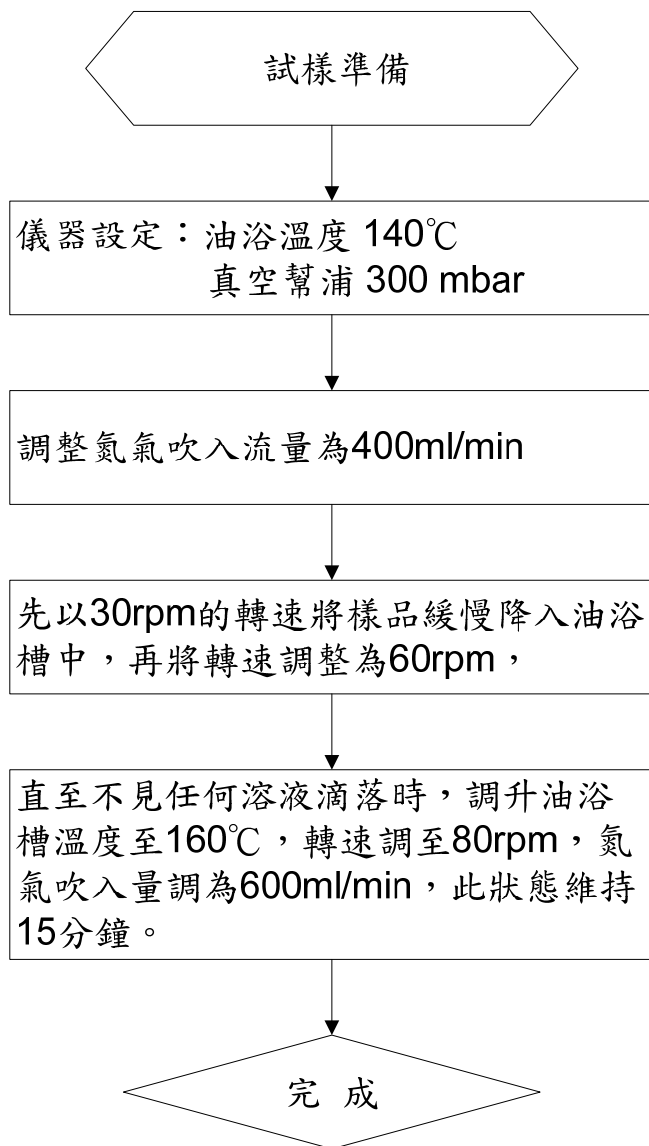 試樣準備
儀器設定：油浴溫度 140℃
真空幫浦 300 mbar
調整氮氣吹入流量為400ml/min
先以30rpm的轉速將樣品緩慢降入油浴
槽中，再將轉速調整為60rpm，
直至不見任何溶液滴落時，調升油浴
槽溫度至160℃，轉速調至80rpm，氮
氣吹入量調為600ml/min，此狀態維持
15分鐘。
完 成